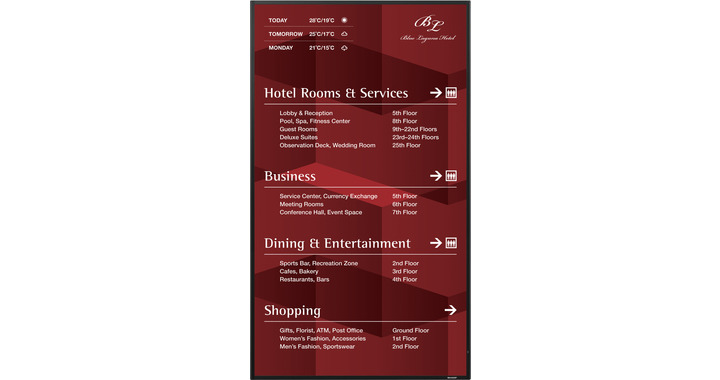 TODAY 28°C/19°C
TOMORROW 25°C/17°C
MONDAY 21°C/15°C
BL
Blue Laguna Hotel
Hotel Rooms & Services
Lobby & Reception 5th Floor
Pool, Spa, Fitness Center 8th Floor
Guest Rooms 9th–22nd Floors
Deluxe Suites 23rd–24th Floors
Observation Deck, Wedding Room 25th Floor
Business
Service Center, Currency Exchange 5th Floor
Meeting Rooms 6th Floor
Conference Hall, Event Space 7th Floor
Dining & Entertainment
Sports Bar, Recreation Zone 2nd Floor
Cafes, Bakery 3rd Floor
Restaurants, Bars 4th Floor
Shopping
Gifts, Florist, ATM, Post Office Ground Floor
Women's Fashion, Accessories 1st Floor
Men's Fashion, Sportswear 2nd Floor